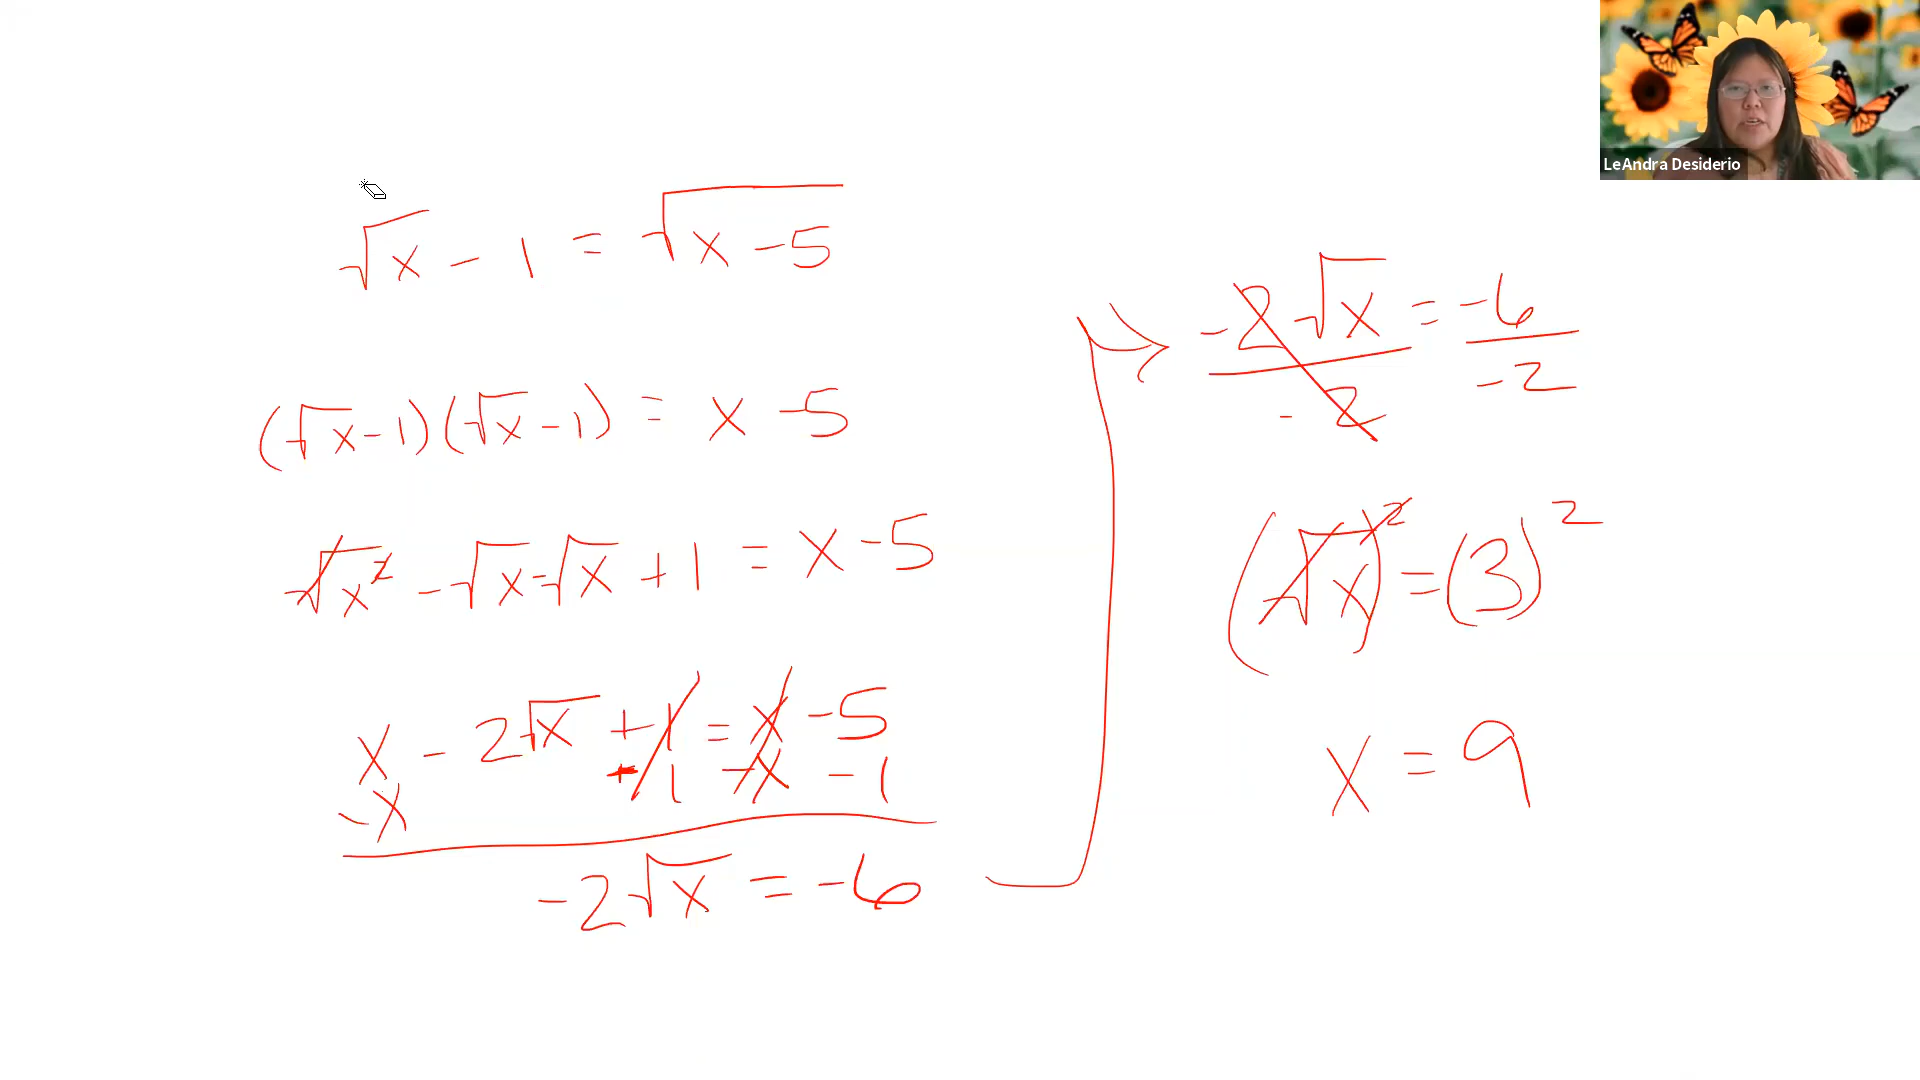 √x - 1 = √x - 5
(√x - 1)(√x - 1) = x - 5
√x² - √x - √x + 1 = x - 5
x - 2√x + 1 = x - 5
-x - 1 - x - 1
-2√x = -6
-2√x = -6
-2 -2
(√x)² = (3)²
x = 9
LeAndra Desiderio